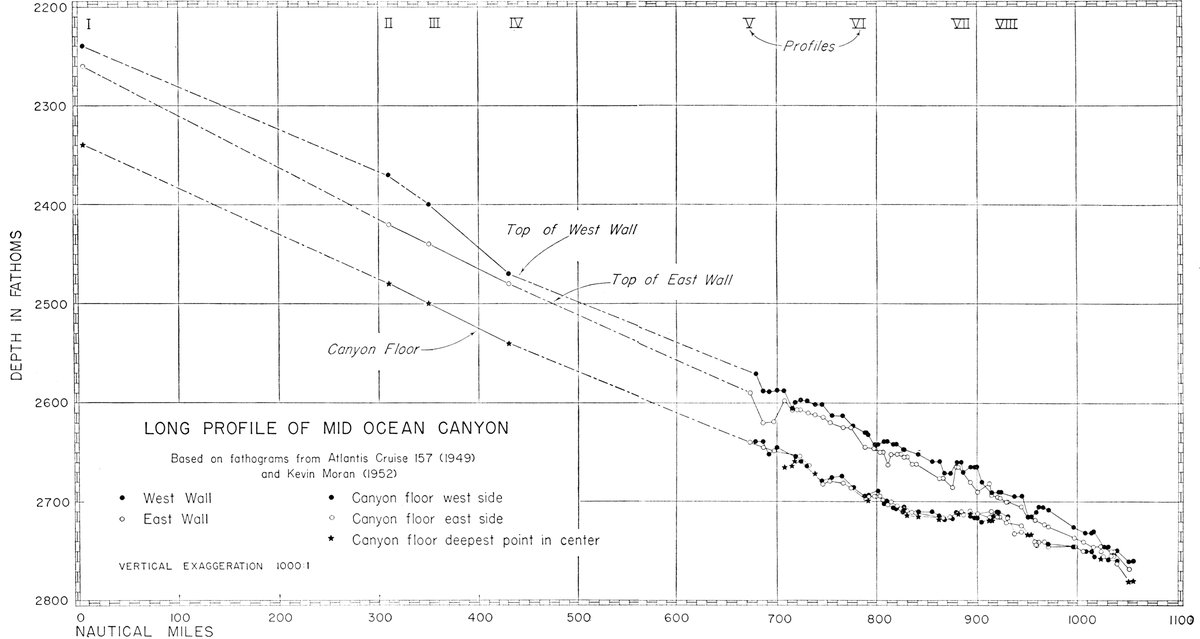 2200
I II III IV V VI VII VIII
Profiles
2300
2400
Top of West Wall
Top of East Wall
2500
Canyon Floor
DEPTH IN FATHOMS
2600
LONG PROFILE OF MID OCEAN CANYON
Based on fathograms from Atlantis Cruise 157 (1949)
and Kevin Moran (1952)
2700
West Wall
East Wall
Canyon floor west side
Canyon floor east side
Canyon floor deepest point in center
VERTICAL EXAGGERATION 1000:1
2800
0 100 200 300 400 500 600 700 800 900 1000 1100
NAUTICAL MILES